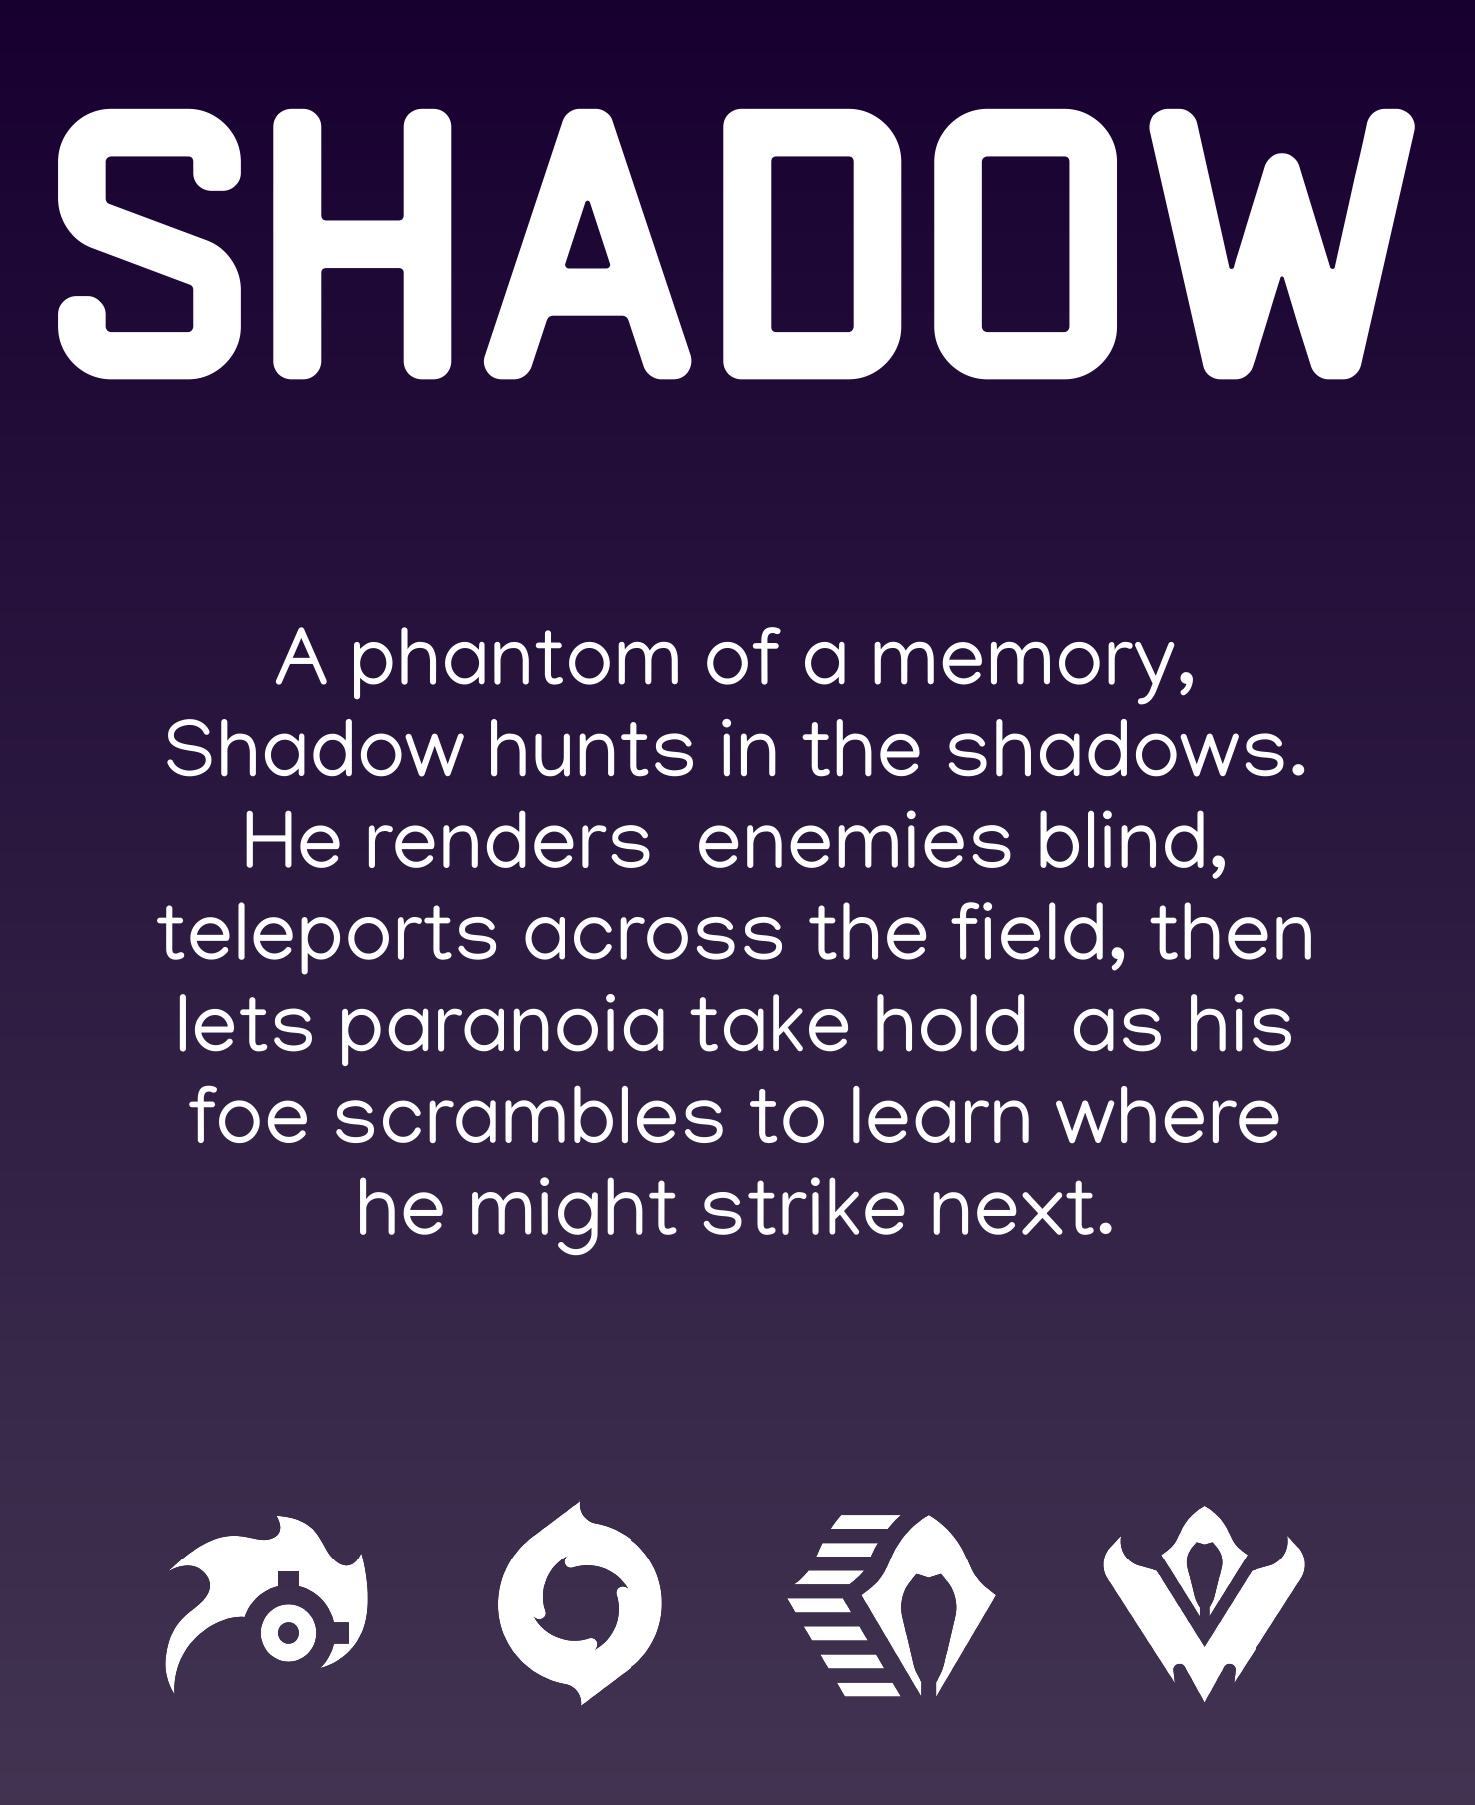 SHADOW
A phantom of a memory,
Shadow hunts in the shadows.
He renders  enemies blind,
teleports across the field, then
lets paranoia take hold  as his
foe scrambles to learn where
he might strike next.